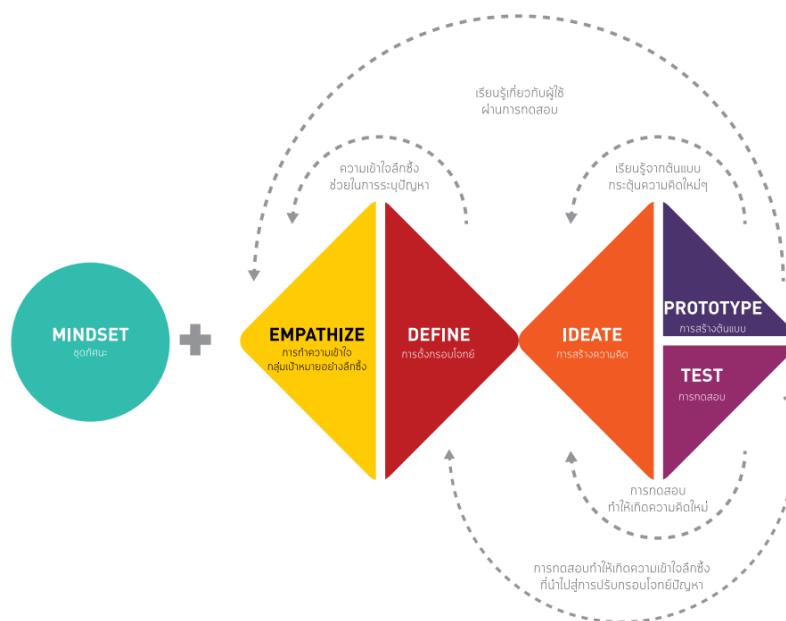 เรียนรู้เกี่ยวกับผู้ใช้
ผ่านการทดสอบ
ความเข้าใจลึกซึ้ง
ช่วยในการระบุปัญหา
เรียนรู้จากต้นแบบ
กระตุ้นความคิดใหม่ๆ
MINDSET
ชุดทัศนะ
EMPATHIZE
การทำความเข้าใจ
กลุ่มเป้าหมายอย่างลึกซึ้ง
DEFINE
การตั้งกรอบโจทย์
IDEATE
การสร้างความคิด
PROTOTYPE
การสร้างต้นแบบ
TEST
การทดสอบ
การทดสอบ
ทำให้เกิดความคิดใหม่
การทดสอบทำให้เกิดความเข้าใจลึกซึ้ง
ที่นำไปสู่การปรับกรอบโจทย์ปัญหา